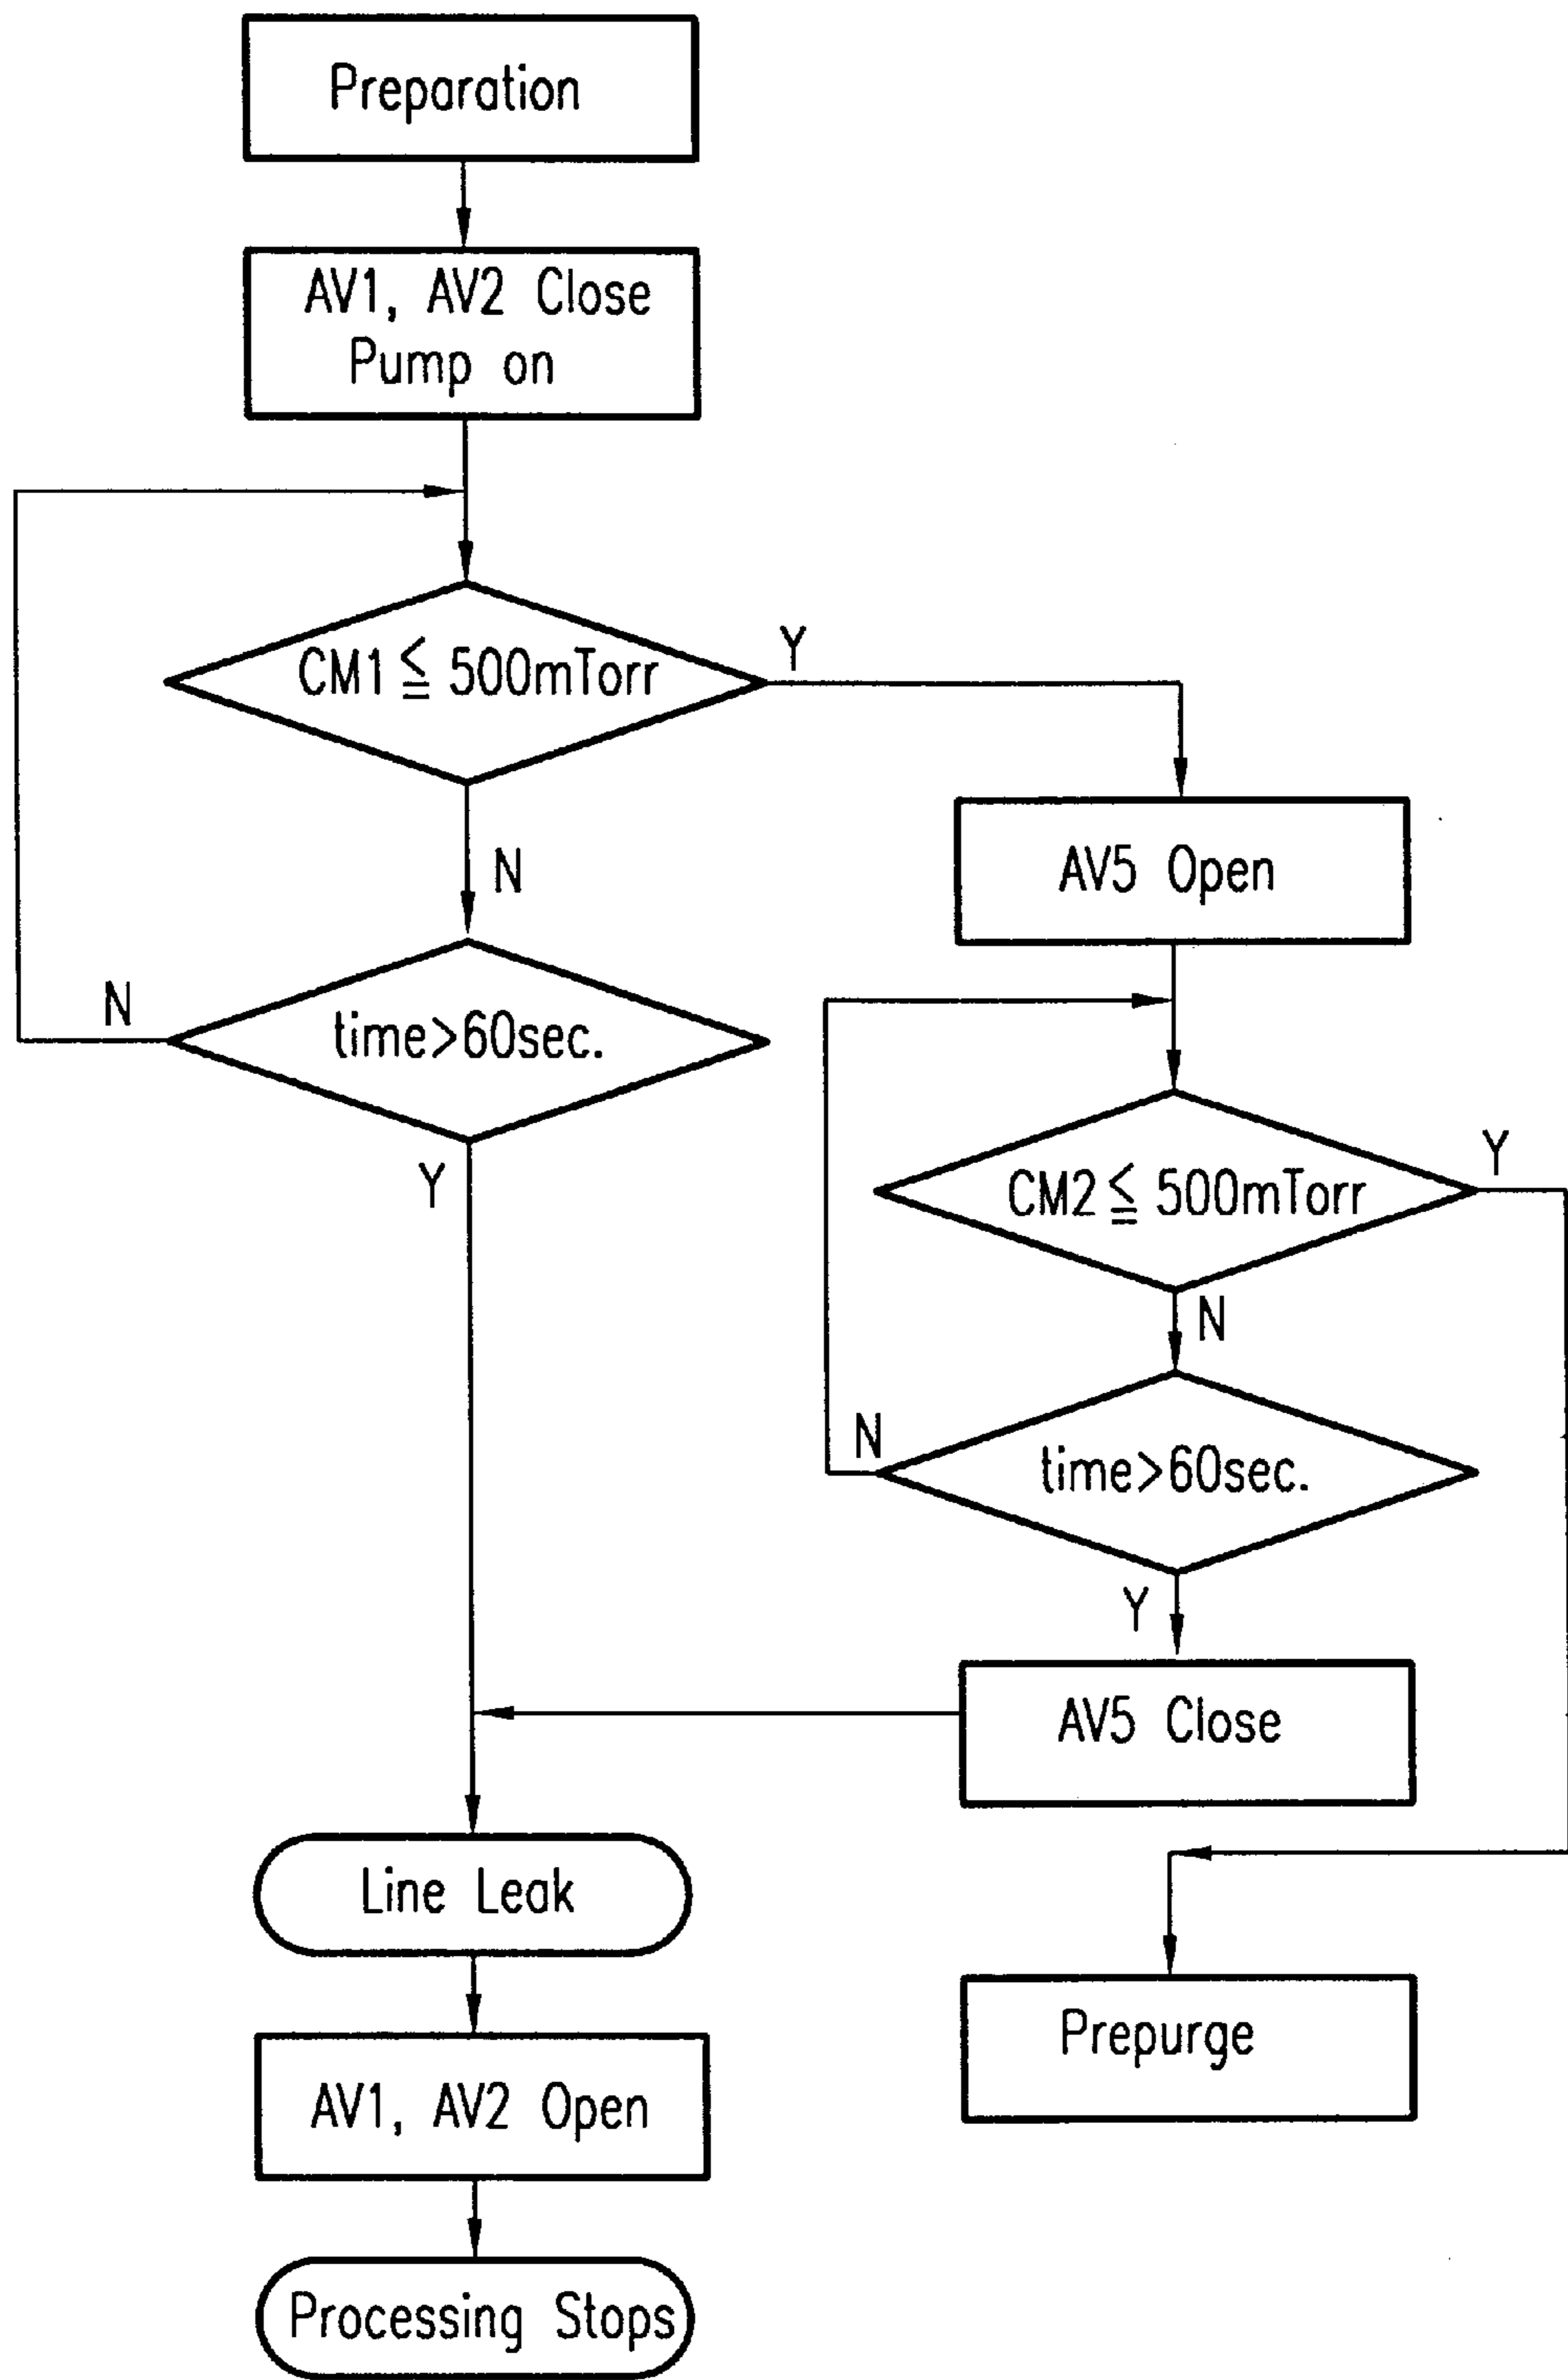 Preparation
AV1, AV2 Close
Pump on
CM1 ≦ 500mTorr
Y
N
AV5 Open
time>60sec.
N
Y
CM2 ≦ 500mTorr
Y
N
time>60sec.
N
Y
AV5 Close
Line Leak
AV1, AV2 Open
Prepurge
Processing Stops